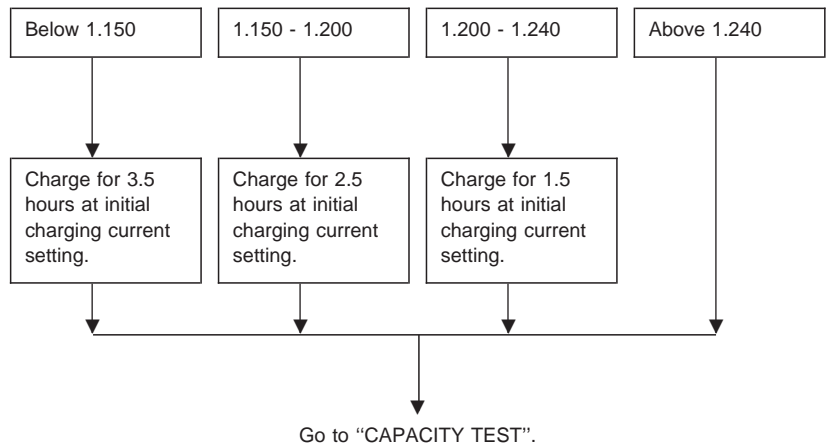 Below 1.150
1.150 - 1.200
1.200 - 1.240
Above 1.240
Charge for 3.5
hours at initial
charging current
setting.
Charge for 2.5
hours at initial
charging current
setting.
Charge for 1.5
hours at initial
charging current
setting.
Go to ‘‘CAPACITY TEST’’.